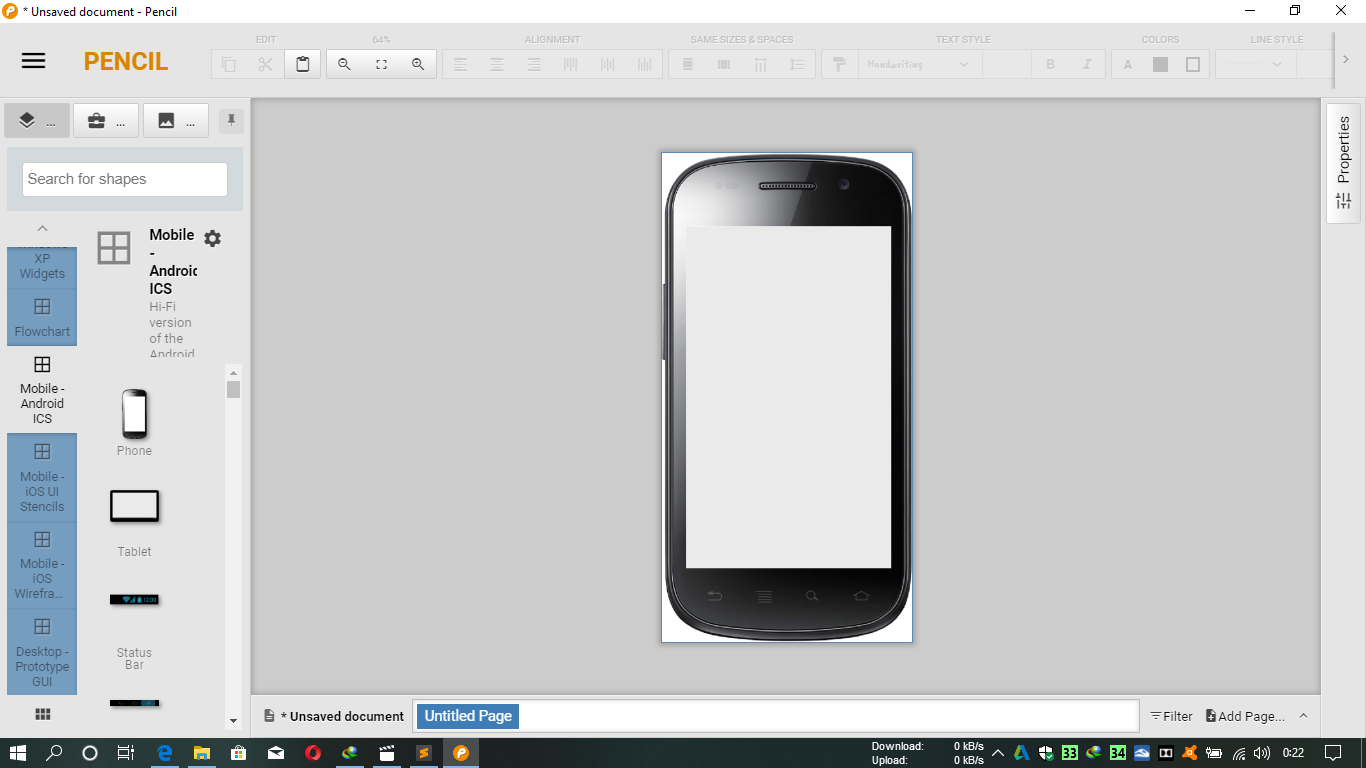 * Unsaved document - Pencil
PENCIL
EDIT
64%
ALIGNMENT
SAME SIZES & SPACES
TEXT STYLE
COLORS
LINE STYLE
Handwriting
B
I
A
...
...
...
Search for shapes
XP
Widgets
Flowchart
Mobile -
Android
ICS
Mobile -
iOS UI
Stencils
Mobile -
iOS
Wirefra...
Desktop -
Prototype
GUI
Mobile
-
Android
ICS
Hi-Fi
version
of the
Android
Phone
Tablet
12:00
Status
Bar
Properties
* Unsaved document
Untitled Page
Filter
Add Page...
Download: 0 kB/s
Upload: 0 kB/s
33
34
0:22